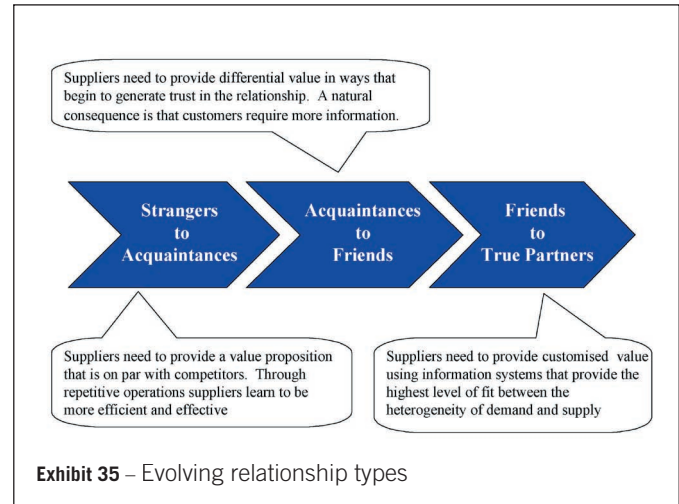 Suppliers need to provide differential value in ways that
begin to generate trust in the relationship. A natural
consequence is that customers require more information.
Strangers
to
Acquaintances
Acquaintances
to
Friends
Friends
to
True Partners
Suppliers need to provide a value proposition
that is on par with competitors. Through
repetitive operations suppliers learn to be
more efficient and effective
Suppliers need to provide customised value
using information systems that provide the
highest level of fit between the
heterogeneity of demand and supply
Exhibit 35 – Evolving relationship types